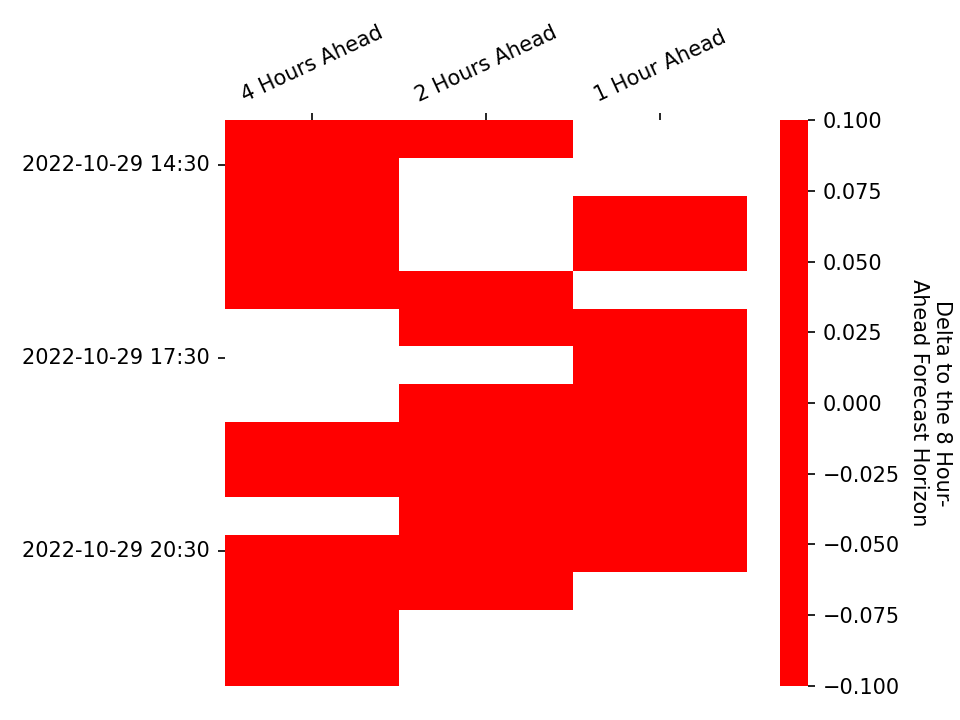 4 Hours Ahead
2 Hours Ahead
1 Hour Ahead
2022-10-29 14:30
2022-10-29 17:30
2022-10-29 20:30
0.100
0.075
0.050
0.025
0.000
−0.025
−0.050
−0.075
−0.100
Delta to the 8 Hour-
Ahead Forecast Horizon